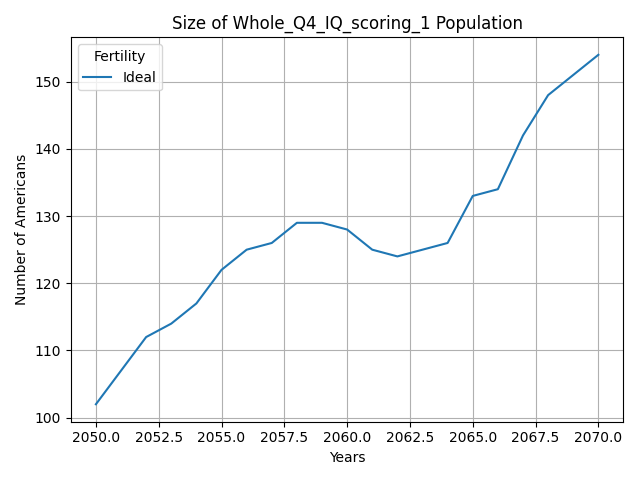 Size of Whole_Q4_IQ_scoring_1 Population
Fertility
Ideal
Number of Americans
150
140
130
120
110
100
2050.0 2052.5 2055.0 2057.5 2060.0 2062.5 2065.0 2067.5 2070.0
Years